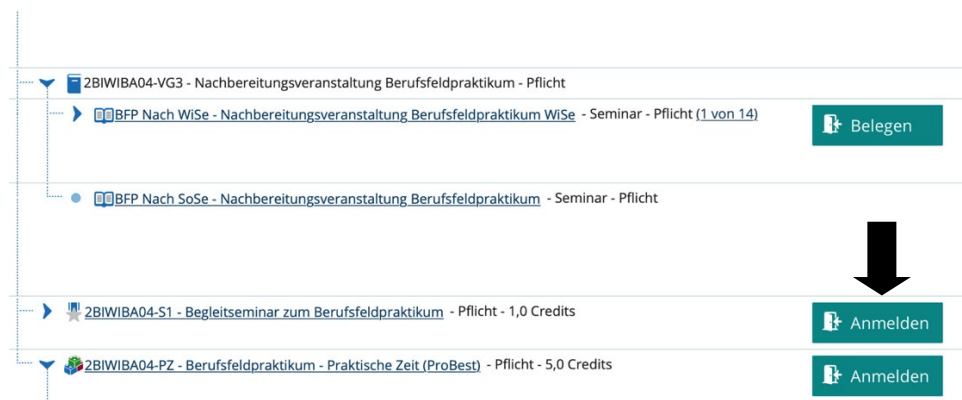 2BIWIBA04-VG3 - Nachbereitungsveranstaltung Berufsfeldpraktikum - Pflicht
BFP Nach WiSe - Nachbereitungsveranstaltung Berufsfeldpraktikum WiSe - Seminar - Pflicht (1 von 14)
Belegen
BFP Nach SoSe - Nachbereitungsveranstaltung Berufsfeldpraktikum - Seminar - Pflicht
2BIWIBA04-S1 - Begleitseminar zum Berufsfeldpraktikum - Pflicht - 1,0 Credits
Anmelden
2BIWIBA04-PZ - Berufsfeldpraktikum - Praktische Zeit (ProBest) - Pflicht - 5,0 Credits
Anmelden